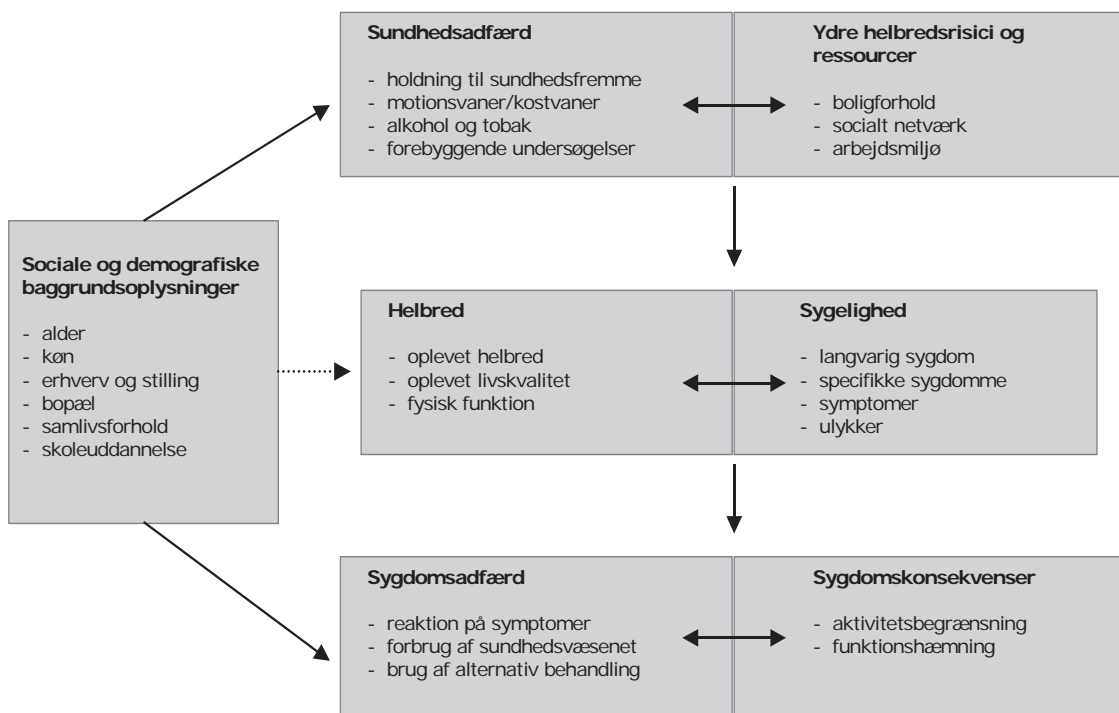 Sundhedsadfærd
- holdning til sundhedsfremme
- motionsvaner/kostvaner
- alkohol og tobak
- forebyggende undersøgelser
Ydre helbredsrisici og
ressourcer
- boligforhold
- socialt netværk
- arbejdsmiljø
Sociale og demografiske
baggrundsoplysninger
- alder
- køn
- erhverv og stilling
- bopæl
- samlivsforhold
- skoleuddannelse
Helbred
- oplevet helbred
- oplevet livskvalitet
- fysisk funktion
Sygelighed
- langvarig sygdom
- specifikke sygdomme
- symptomer
- ulykker
Sygdomsadfærd
- reaktion på symptomer
- forbrug af sundhedsvæsenet
- brug af alternativ behandling
Sygdomskonsekvenser
- aktivitetsbegrænsning
- funktionshæmning